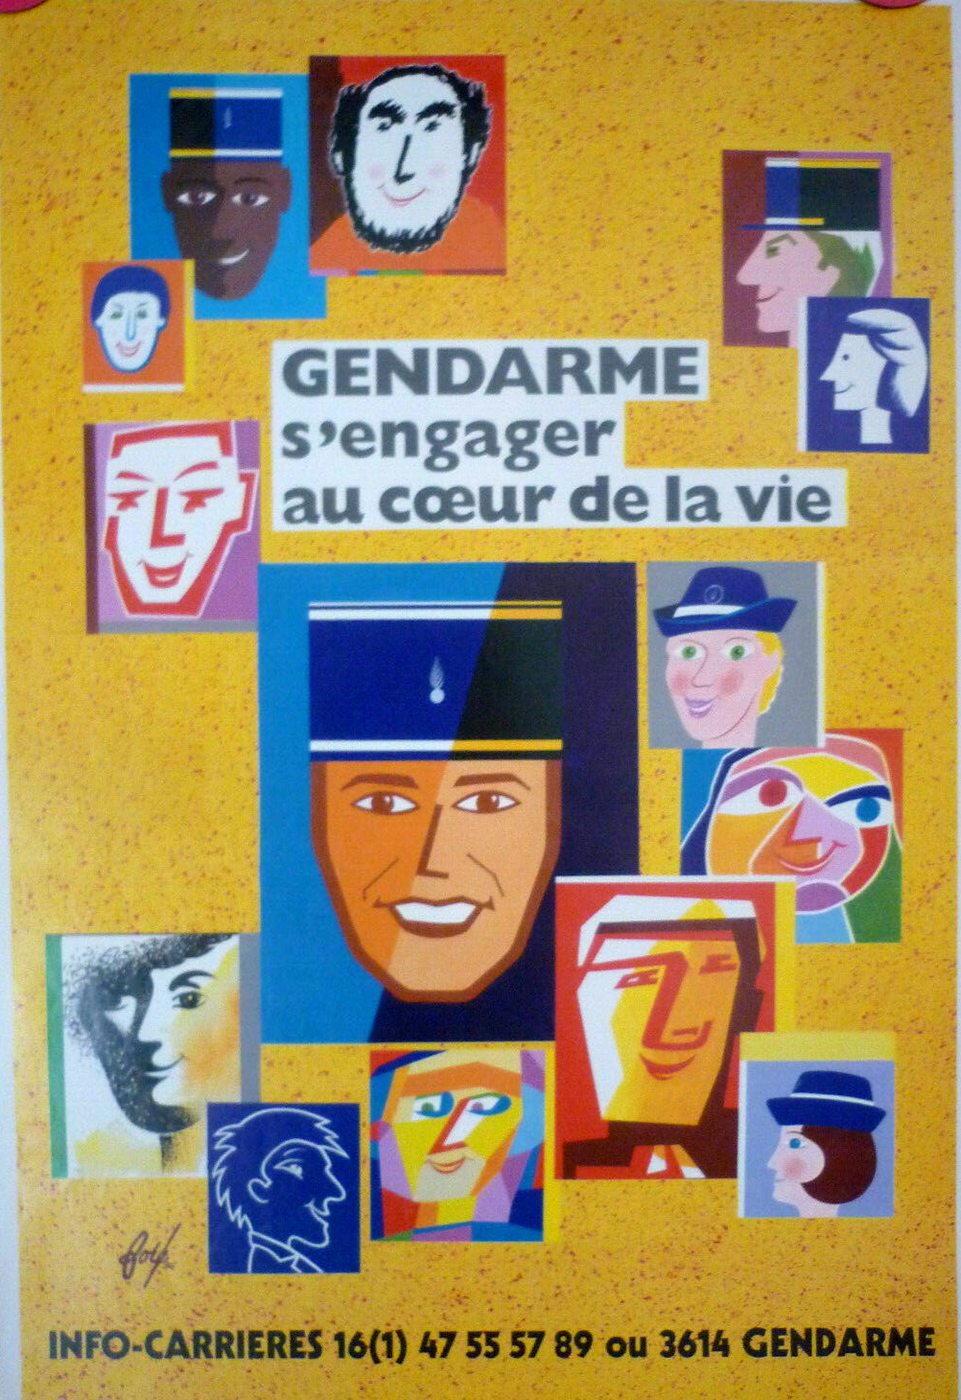 GENDARME
s'engager
au cœur de la vie
INFO-CARRIERES 16(1) 47 55 57 89 ou 3614 GENDARME